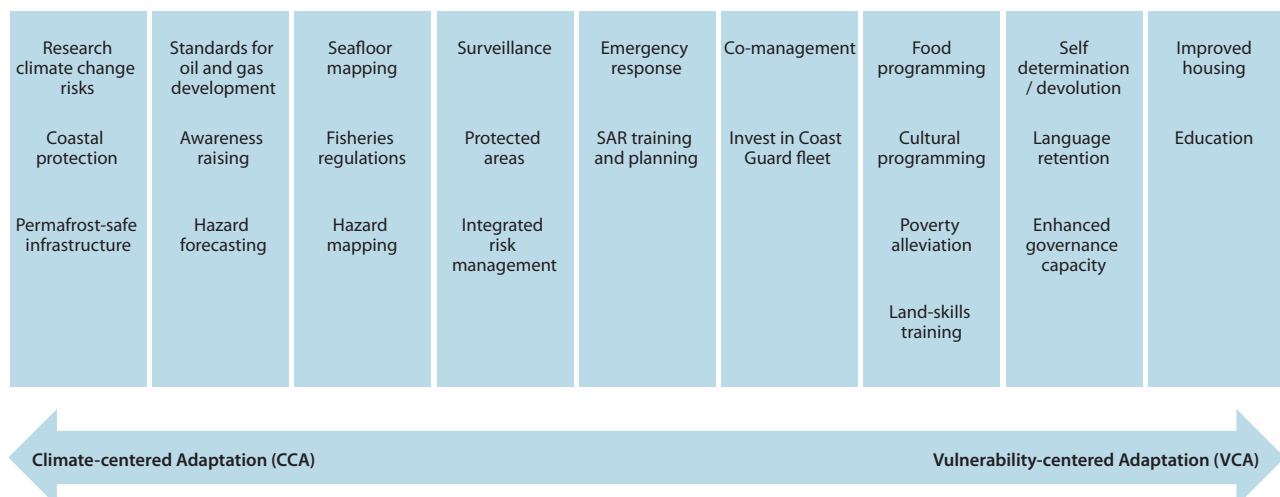 Research
climate change
risks
Coastal
protection
Permafrost-safe
infrastructure
Standards for
oil and gas
development
Awareness
raising
Hazard
forecasting
Seafloor
mapping
Fisheries
regulations
Hazard
mapping
Surveillance
Protected
areas
Integrated
risk
management
Emergency
response
SAR training
and planning
Co-management
Invest in Coast
Guard fleet
Food
programming
Cultural
programming
Poverty
alleviation
Land-skills
training
Self
determination
/ devolution
Language
retention
Enhanced
governance
capacity
Improved
housing
Education
Climate-centered Adaptation (CCA)
Vulnerability-centered Adaptation (VCA)